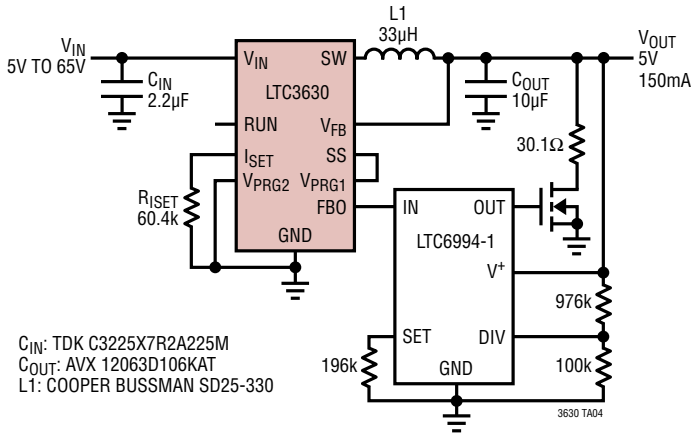 L1
33µH
VIN
5V TO 65V
CIN
2.2µF
VIN
SW
LTC3630
RUN
VFB
ISET
SS
VPRG2
VPRG1
FBO
GND
RISET
60.4k
COUT
10µF
VOUT
5V
150mA
30.1Ω
IN
OUT
LTC6994-1
V+
SET
DIV
GND
976k
196k
100k
CIN: TDK C3225X7R2A225M
COUT: AVX 12063D106KAT
L1: COOPER BUSSMAN SD25-330
3630 TA04